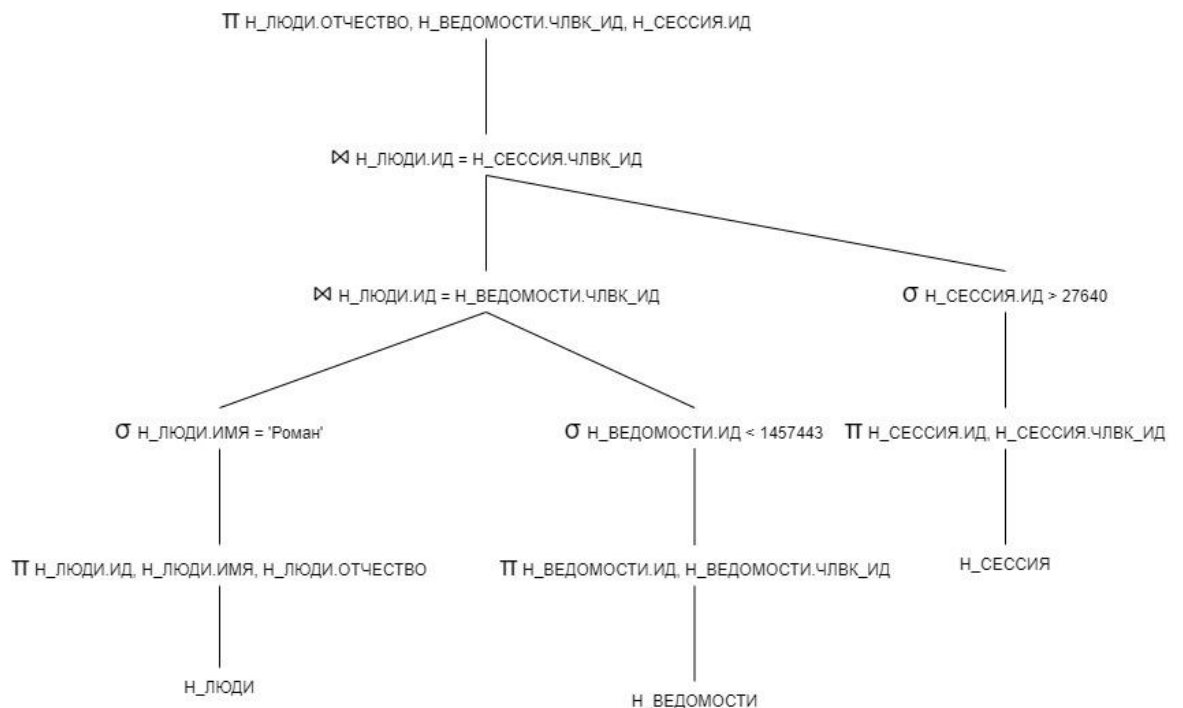 π Н_ЛЮДИ.ОТЧЕСТВО, Н_ВЕДОМОСТИ.ЧЛВК_ИД, Н_СЕССИЯ.ИД
⋈ Н_ЛЮДИ.ИД = Н_СЕССИЯ.ЧЛВК_ИД
⋈ Н_ЛЮДИ.ИД = Н_ВЕДОМОСТИ.ЧЛВК_ИД
σ Н_СЕССИЯ.ИД > 27640
σ Н_ЛЮДИ.ИМЯ = 'Роман'
σ Н_ВЕДОМОСТИ.ИД < 1457443
π Н_СЕССИЯ.ИД, Н_СЕССИЯ.ЧЛВК_ИД
π Н_ЛЮДИ.ИД, Н_ЛЮДИ.ИМЯ, Н_ЛЮДИ.ОТЧЕСТВО
π Н_ВЕДОМОСТИ.ИД, Н_ВЕДОМОСТИ.ЧЛВК_ИД
Н_СЕССИЯ
Н_ЛЮДИ
Н_ВЕДОМОСТИ